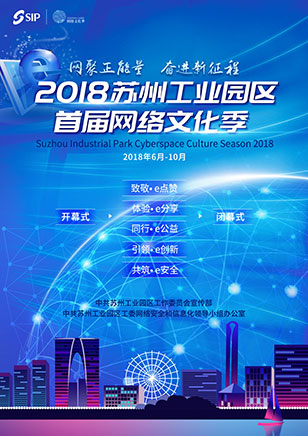 SIP
网聚正能量 奋进新征程
2018苏州工业园区
首届网络文化季
Suzhou Industrial Park Cyberspace Culture Season 2018
2018年6月-10月
致敬·e点赞
体验·e分享
开幕式
同行·e公益
闭幕式
引领·e创新
共筑·e安全
中共苏州工业园区工作委员会宣传部
中共苏州工业园区工委网络安全和信息化领导小组办公室